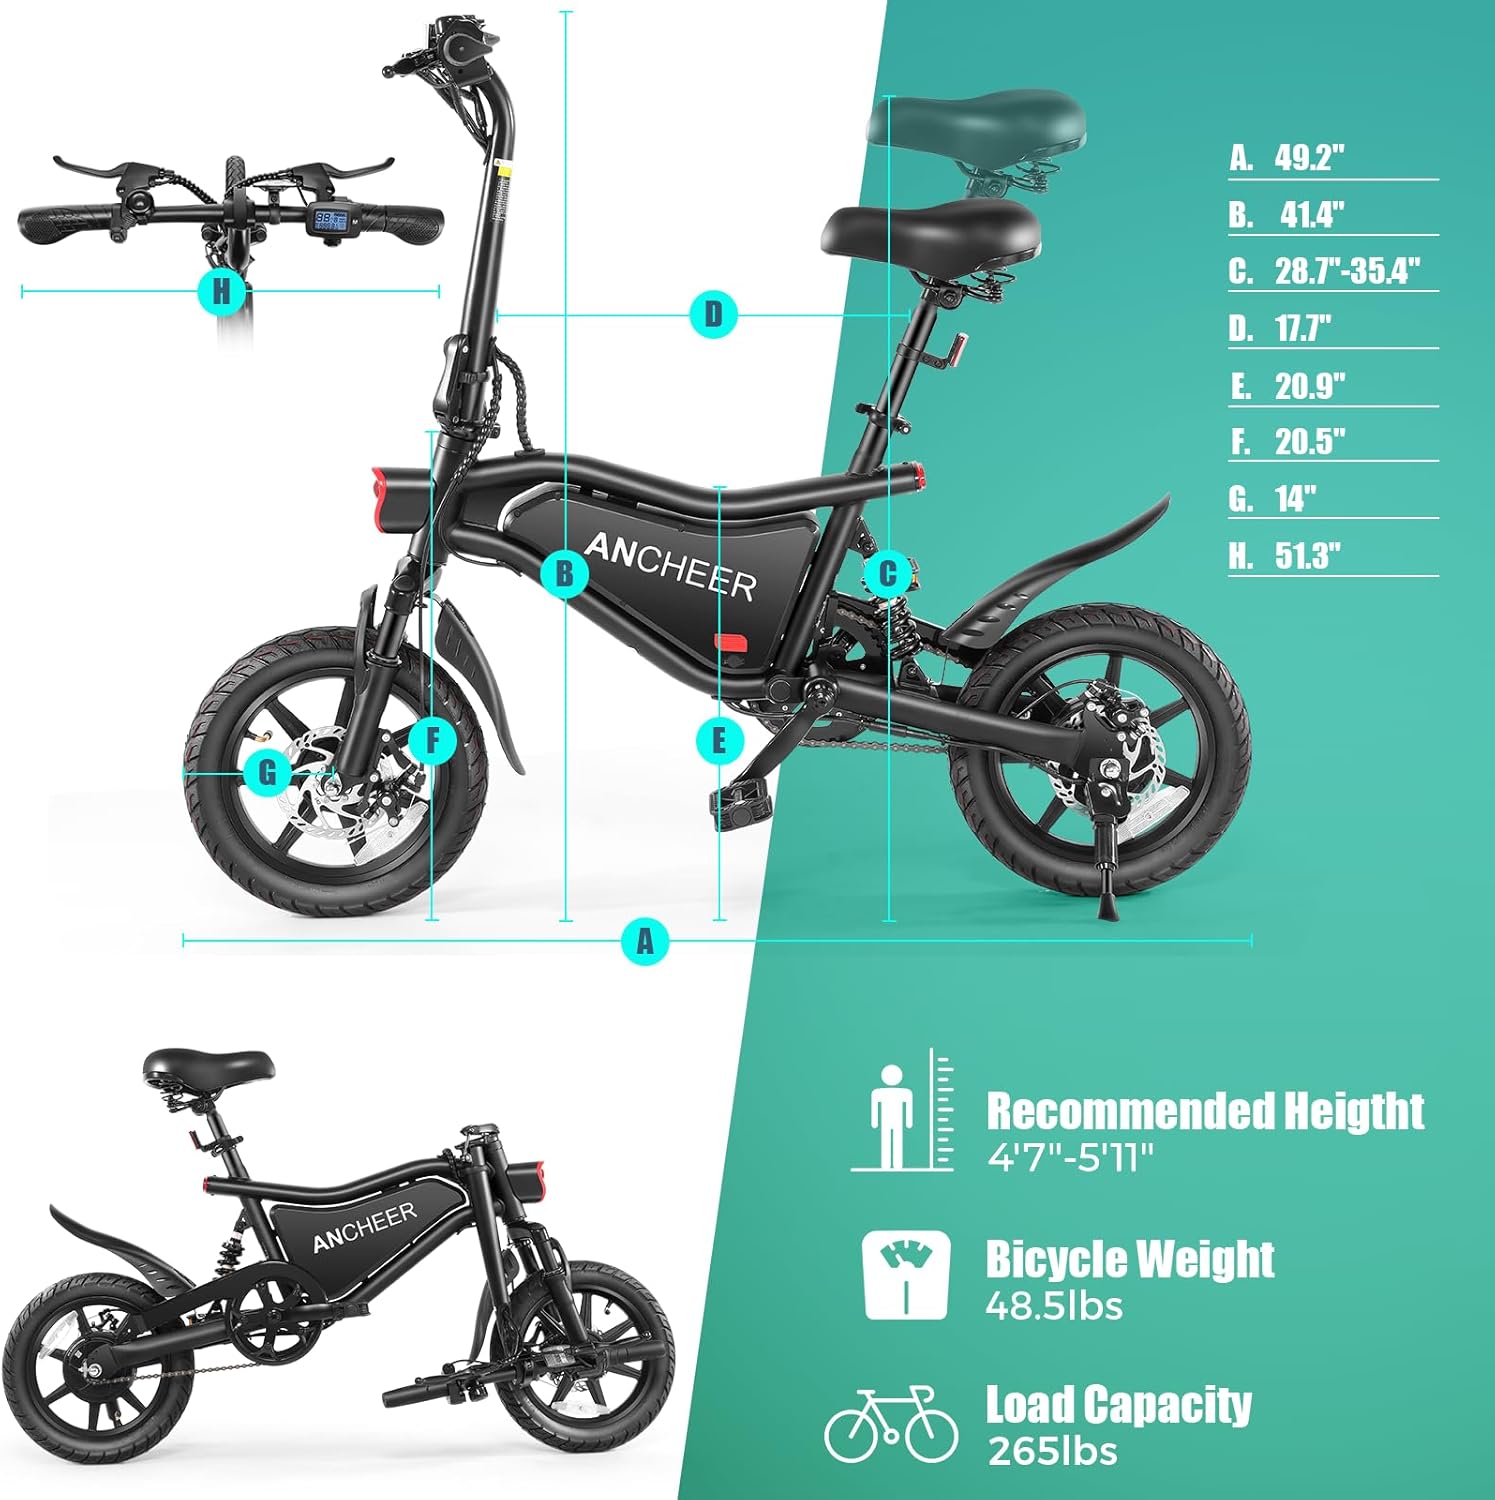 H
D
A. 49.2"
B. 41.4"
C. 28.7"-35.4"
D. 17.7"
E. 20.9"
F. 20.5"
G. 14"
H. 51.3"
ANCHEER
B
C
F
E
G
A
ANCHEER
Recommended Heigtht
4'7"-5'11"
Bicycle Weight
48.5lbs
Load Capacity
265lbs